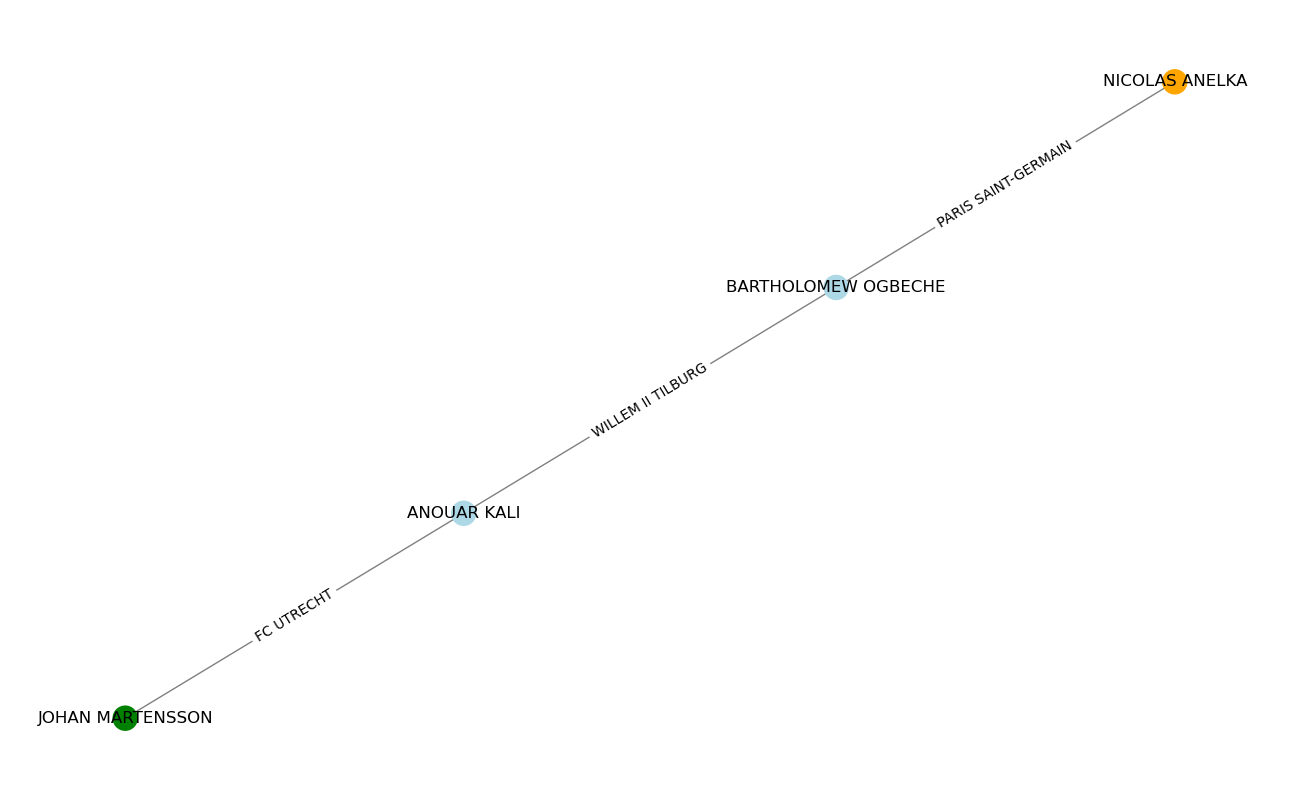 NICOLAS ANELKA
PARIS SAINT-GERMAIN
BARTHOLOMEW OGBECHE
WILLEM II TILBURG
ANOUAR KALI
FC UTRECHT
JOHAN MARTENSSON